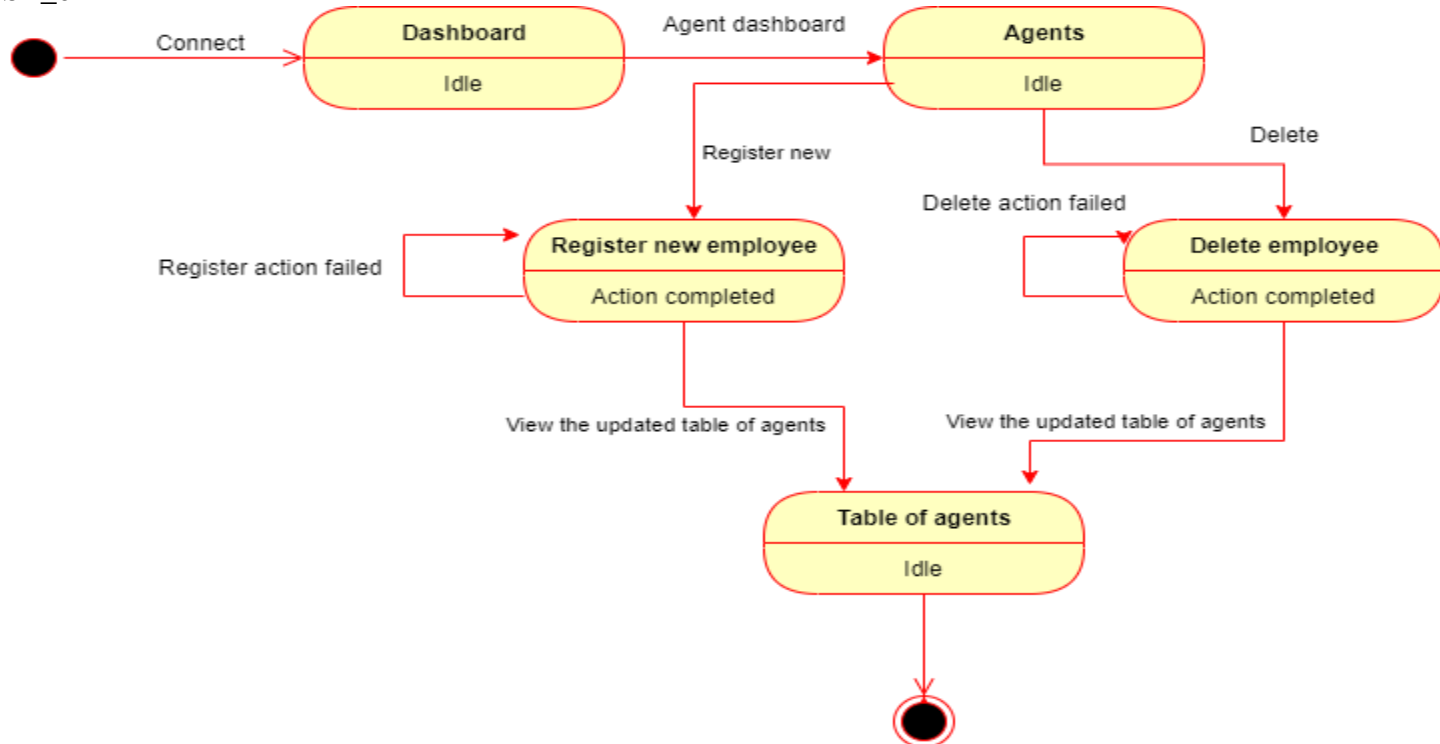 Connect
Dashboard
Idle
Agent dashboard
Agents
Idle
Register new
Delete
Register action failed
Register new employee
Action completed
Delete action failed
Delete employee
Action completed
View the updated table of agents
View the updated table of agents
Table of agents
Idle